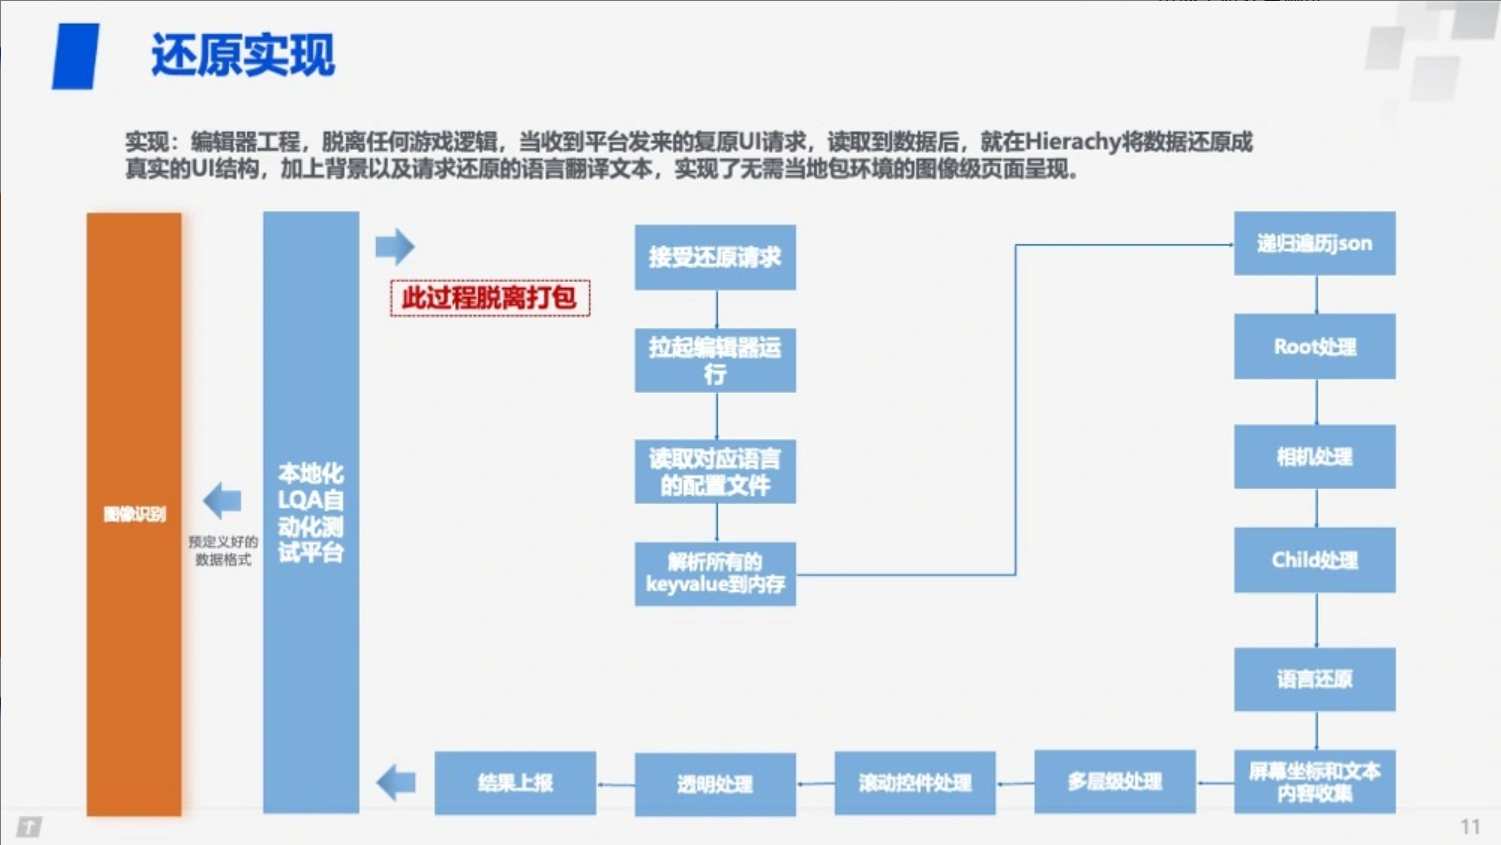 还原实现
实现：编辑器工程，脱离任何游戏逻辑，当收到平台发来的复原UI请求，读取到数据后，就在Hierachy将数据还原成
真实的UI结构，加上背景以及请求还原的语言翻译文本，实现了无需当地包环境的图像级页面呈现。
图像识别
预定义好的
数据格式
本地化
LQA自
动化测
试平台
此过程脱离打包
接受还原请求
拉起编辑器运
行
读取对应语言
的配置文件
解析所有的
keyvalue到内存
递归遍历json
Root处理
相机处理
Child处理
语言还原
屏幕坐标和文本
内容收集
多层级处理
滚动控件处理
透明处理
结果上报
11